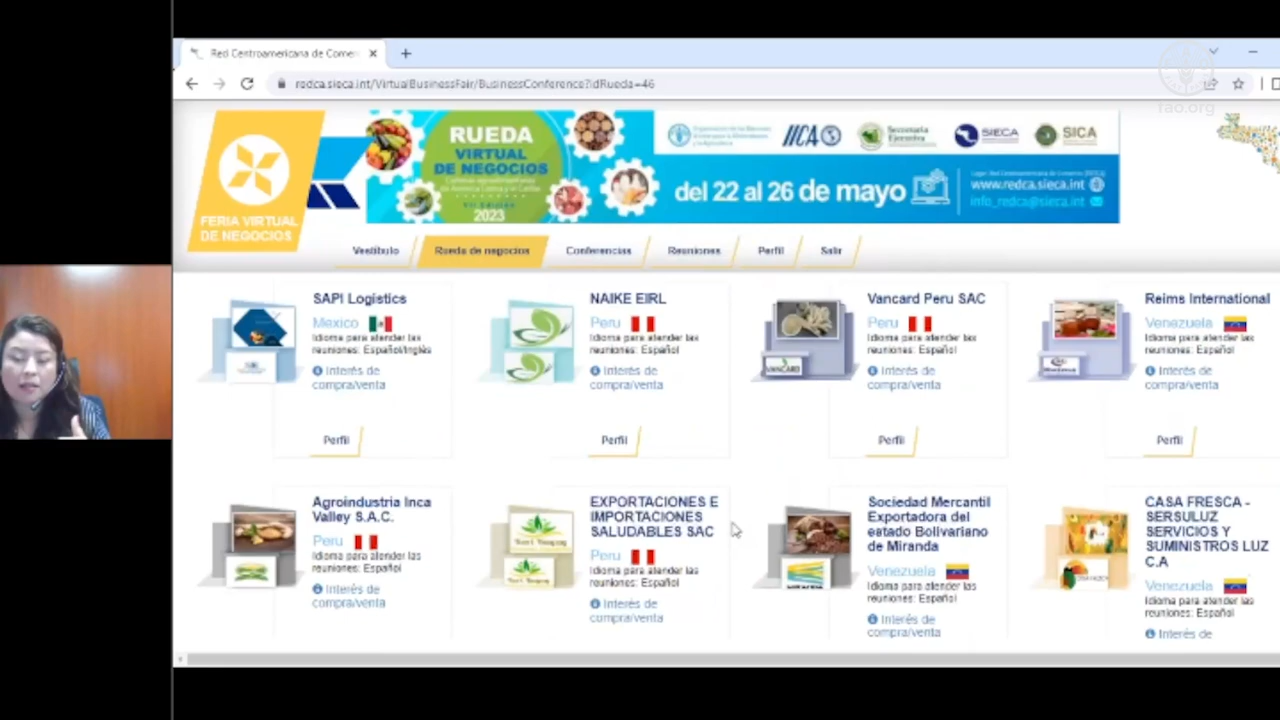 Red Centroamericana de Comer
redca.sieca.int/VirtualBusinessFair/BusinessConference?idRueda=46
fao.org
FERIA VIRTUAL
DE NEGOCIOS
RUEDA
VIRTUAL
DE NEGOCIOS
2023
IICA
Secretaría
Ejecutiva
SIECA
SICA
del 22 al 26 de mayo
www.redca.sieca.int
info_redca@sieca.int
Vestíbulo
Rueda de negocios
Conferencias
Reuniones
Perfil
Salir
SAPI Logistics
Mexico
Idioma para atender las
reuniones: Español/Inglés
Interés de
compra/venta
Perfil
NAIKE EIRL
Peru
Idioma para atender las
reuniones: Español
Interés de
compra/venta
Perfil
Vancard Peru SAC
VANCARD
Peru
Idioma para atender las
reuniones: Español
Interés de
compra/venta
Perfil
Reims International
Venezuela
Idioma para atender las
reuniones: Español
Interés de
compra/venta
Perfil
Agroindustria Inca
Valley S.A.C.
Peru
Idioma para atender las
reuniones: Español
Interés de
compra/venta
EXPORTACIONES E
IMPORTACIONES
SALUDABLES SAC
Peru
Idioma para atender las
reuniones: Español
Interés de
compra/venta
Sociedad Mercantil
Exportadora del
estado Bolivariano
de Miranda
Venezuela
Idioma para atender las
reuniones: Español
Interés de
compra/venta
CASA FRESCA -
SERSULUZ
SERVICIOS Y
SUMINISTROS LUZ
C.A
Venezuela
Idioma para atender las
reuniones: Español
Interés de